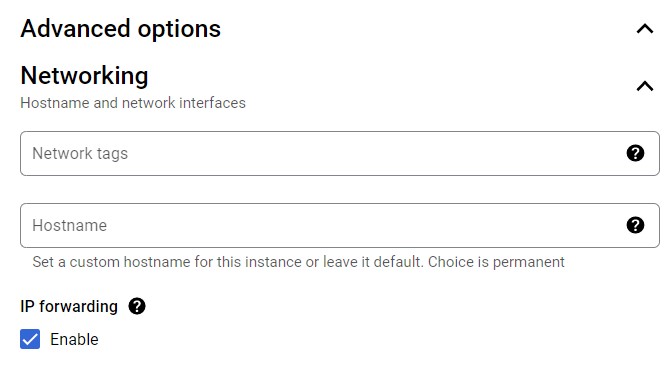 Advanced options
Networking
Hostname and network interfaces
Network tags
Hostname
Set a custom hostname for this instance or leave it default. Choice is permanent
IP forwarding
Enable